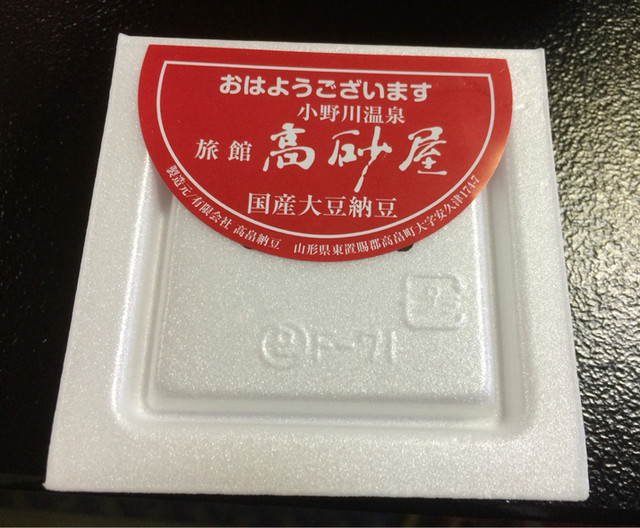 おはようございます
小野川温泉
旅館 高砂屋
国産大豆納豆
製造元/有限会社 高畠納豆 山形県東置賜郡高畠町大字安久津174-7
F-71